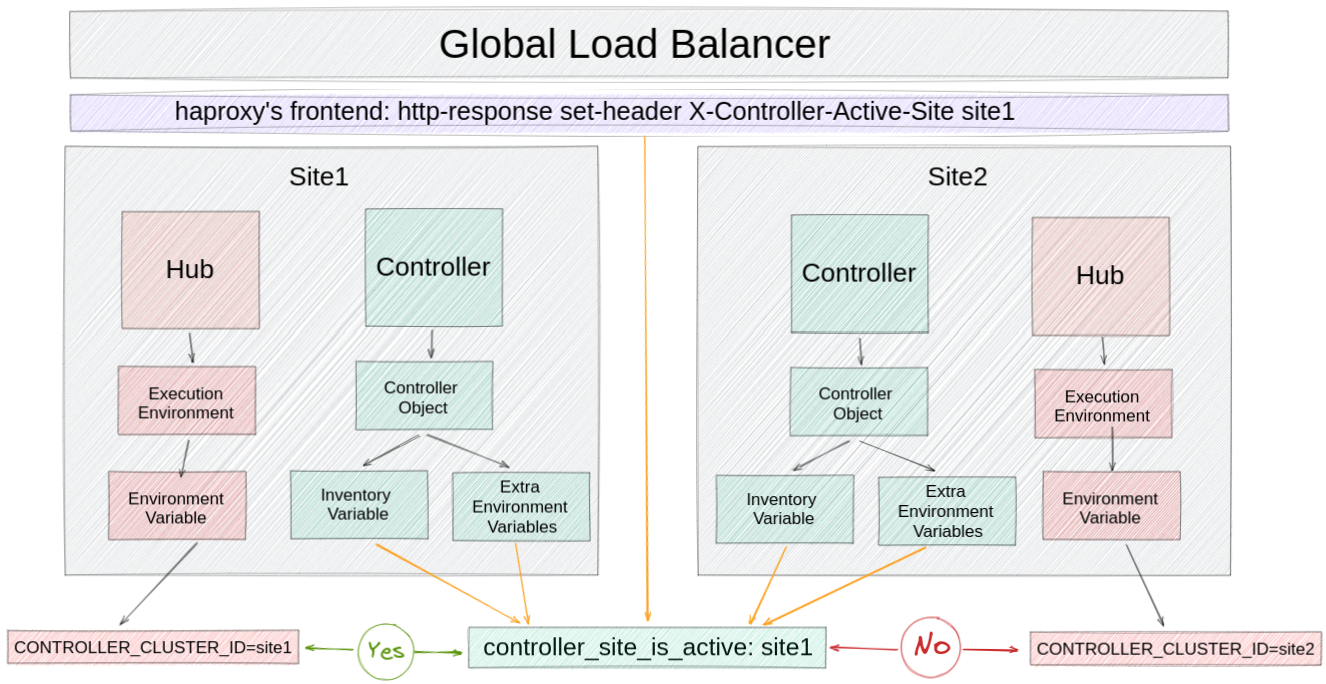 Global Load Balancer
haproxy's frontend: http-response set-header X-Controller-Active-Site site1
Site1
Hub
Controller
Execution
Environment
Controller
Object
Environment
Variable
Inventory
Variable
Extra
Environment
Variables
Site2
Controller
Hub
Controller
Object
Execution
Environment
Inventory
Variable
Extra
Environment
Variables
Environment
Variable
CONTROLLER_CLUSTER_ID=site1
Yes
controller_site_is_active: site1
No
CONTROLLER_CLUSTER_ID=site2